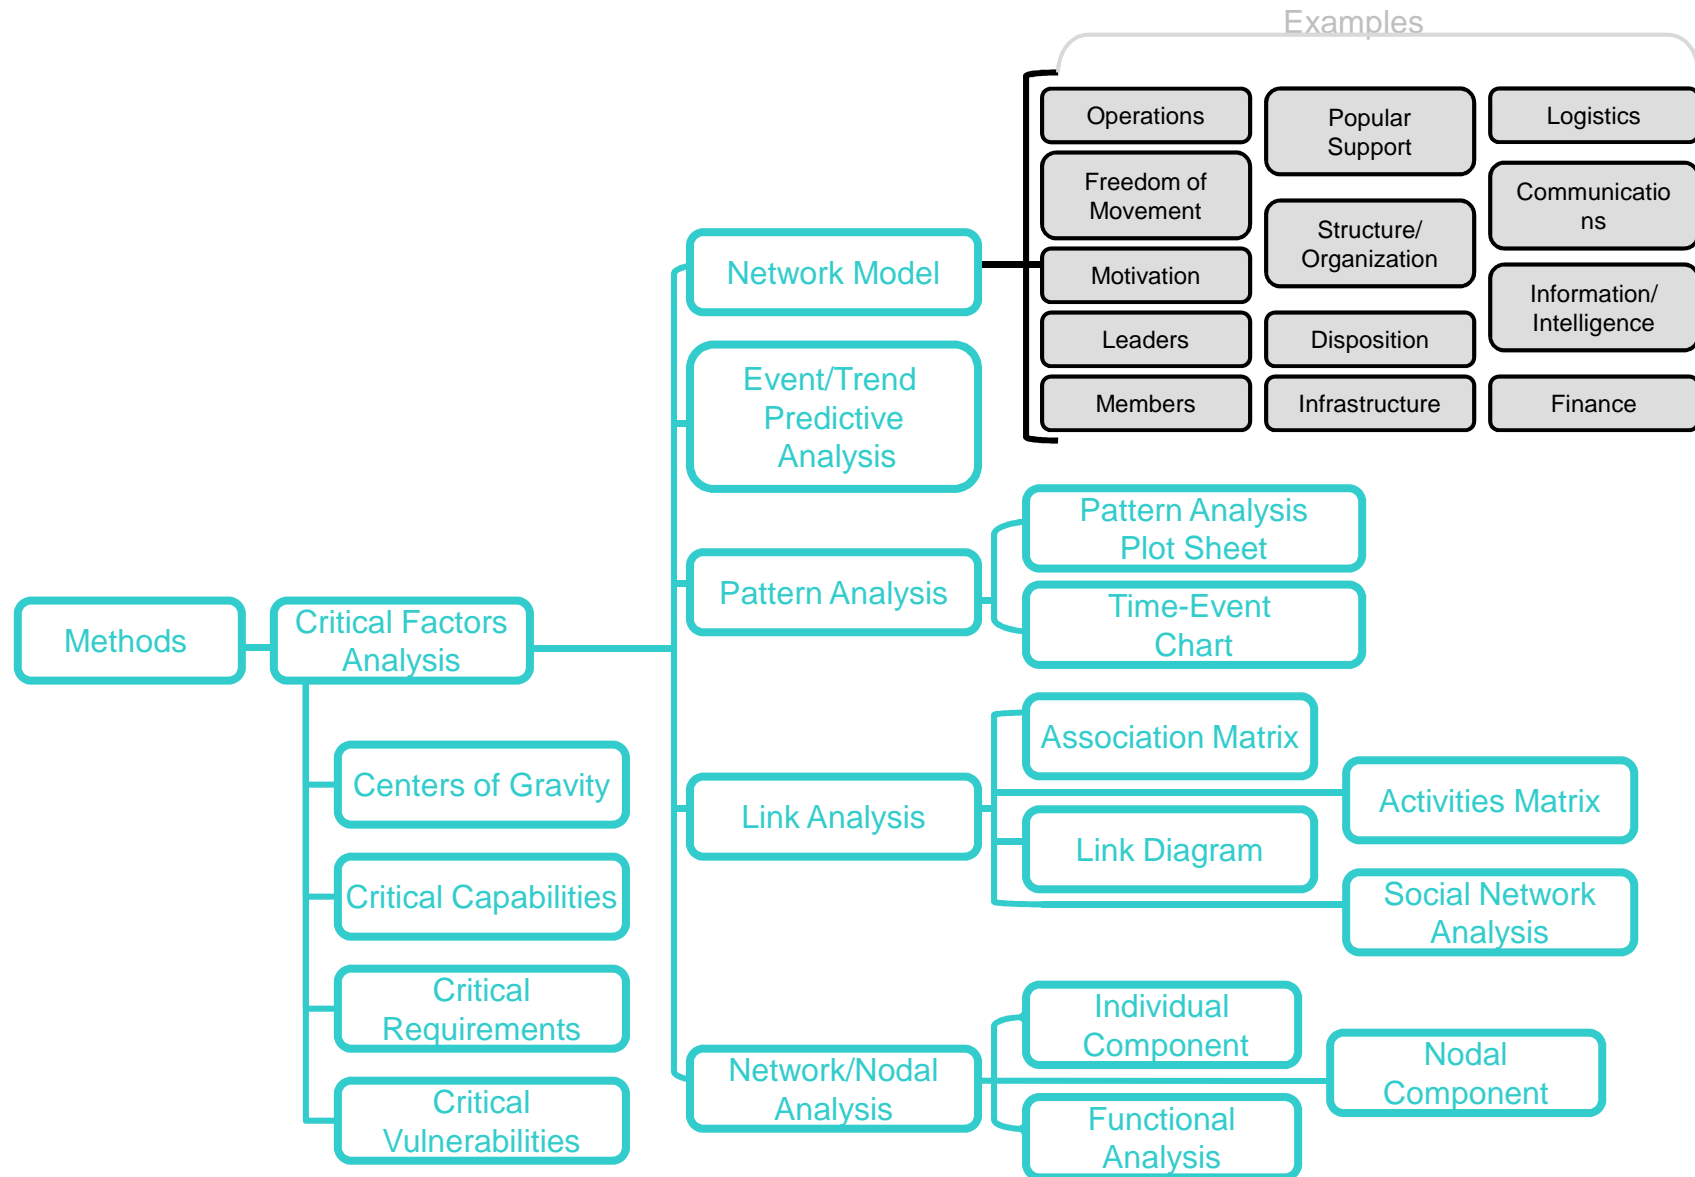 Examples
Operations
Popular
Support
Logistics
Freedom of
Movement
Communicatio
ns
Structure/
Organization
Network Model
Motivation
Information/
Intelligence
Leaders
Disposition
Members
Infrastructure
Finance
Event/Trend
Predictive
Analysis
Pattern Analysis
Plot Sheet
Pattern Analysis
Time-Event
Chart
Methods
Critical Factors
Analysis
Centers of Gravity
Critical Capabilities
Critical
Requirements
Critical
Vulnerabilities
Link Analysis
Association Matrix
Activities Matrix
Link Diagram
Social Network
Analysis
Network/Nodal
Analysis
Individual
Component
Nodal
Component
Functional
Analysis